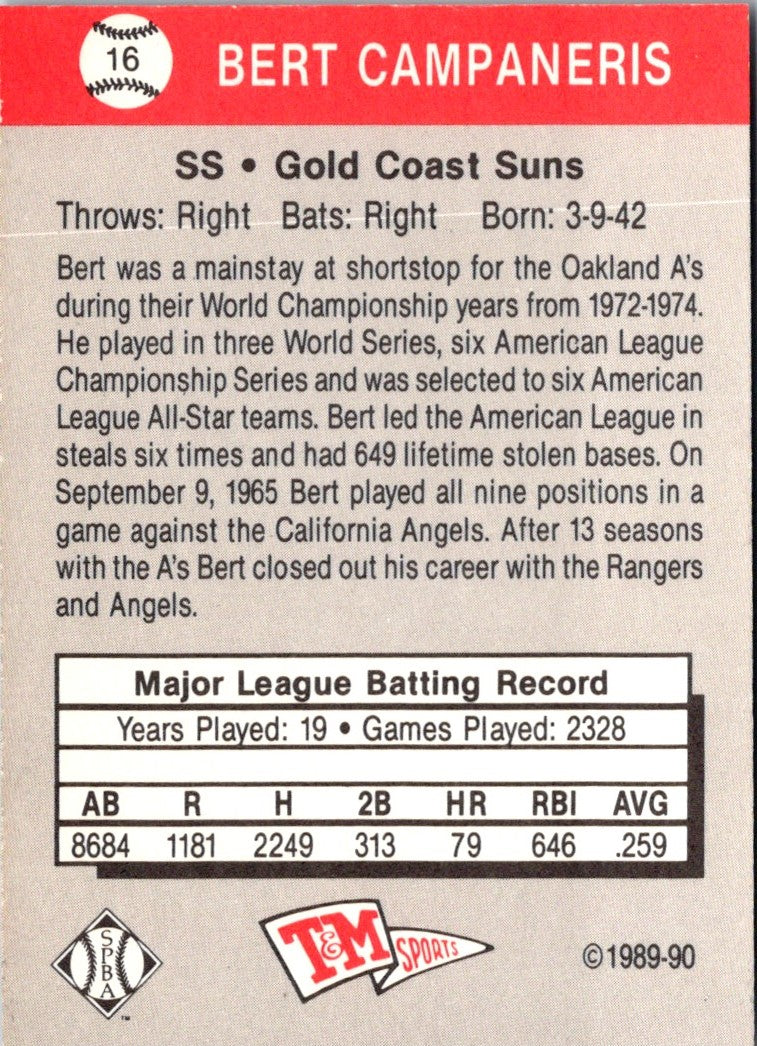 16
BERT CAMPANERIS
SS • Gold Coast Suns
Throws: Right Bats: Right Born: 3-9-42
Bert was a mainstay at shortstop for the Oakland A's
during their World Championship years from 1972-1974.
He played in three World Series, six American League
Championship Series and was selected to six American
League All-Star teams. Bert led the American League in
steals six times and had 649 lifetime stolen bases. On
September 9, 1965 Bert played all nine positions in a
game against the California Angels. After 13 seasons
with the A's Bert closed out his career with the Rangers
and Angels.
Major League Batting Record
Years Played: 19 • Games Played: 2328
AB R H 2B HR RBI AVG
8684 1181 2249 313 79 646 .259
SPBA ™
T&M SPORTS
©1989-90